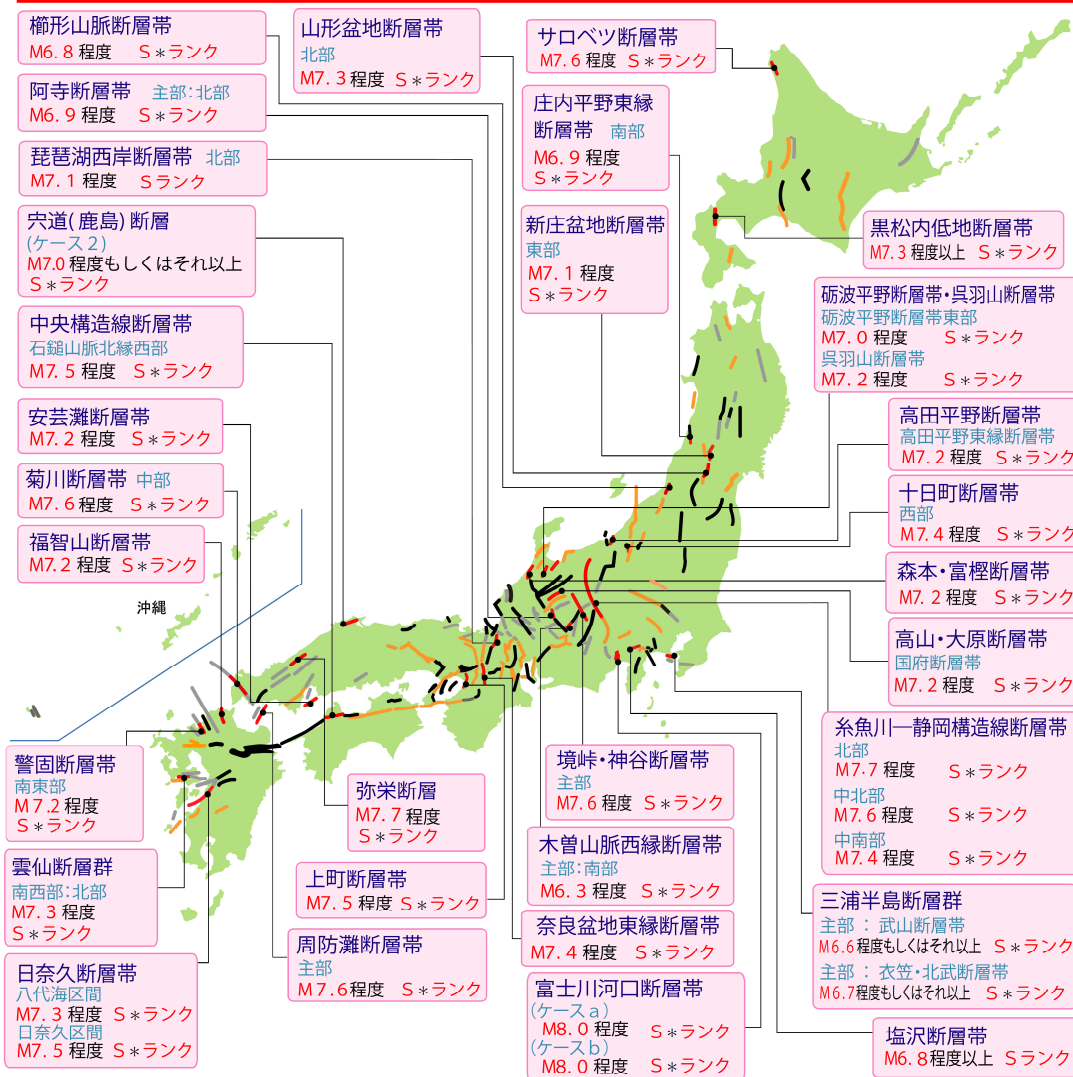 櫛形山脈断層帯
M6.8 程度 S*ランク
阿寺断層帯 主部:北部
M6.9 程度 S*ランク
琵琶湖西岸断層帯 北部
M7.1 程度 Sランク
宍道(鹿島)断層
(ケース2)
M7.0 程度もしくはそれ以上
S*ランク
中央構造線断層帯
石鎚山脈北縁西部
M7.5 程度 S*ランク
安芸灘断層帯
M7.2 程度 S*ランク
菊川断層帯 中部
M7.6 程度 S*ランク
福智山断層帯
M7.2 程度 S*ランク
沖縄
山形盆地断層帯
北部
M7.3 程度 S*ランク
サロベツ断層帯
M7.6 程度 S*ランク
庄内平野東縁
断層帯 南部
M6.9 程度
S*ランク
新庄盆地断層帯
東部
M7.1 程度
S*ランク
黒松内低地断層帯
M7.3 程度以上 S*ランク
砺波平野断層帯・呉羽山断層帯
砺波平野断層帯東部
M7.0 程度 S*ランク
呉羽山断層帯
M7.2 程度 S*ランク
高田平野断層帯
高田平野東縁断層帯
M7.2 程度 S*ランク
十日町断層帯
西部
M7.4 程度 S*ランク
森本・富樫断層帯
M7.2 程度 S*ランク
高山・大原断層帯
国府断層帯
M7.2 程度 S*ランク
糸魚川―静岡構造線断層帯
北部
M7.7 程度 S*ランク
中北部
M7.6 程度 S*ランク
中南部
M7.4 程度 S*ランク
三浦半島断層群
主部 : 武山断層帯
M6.6程度もしくはそれ以上 S*ランク
主部 : 衣笠・北武断層帯
M6.7程度もしくはそれ以上 S*ランク
塩沢断層帯
M6.8程度以上 Sランク
警固断層帯
南東部
M7.2 程度
S*ランク
雲仙断層群
南西部:北部
M7.3 程度
S*ランク
日奈久断層帯
八代海区間
M7.3 程度 S*ランク
日奈久区間
M7.5 程度 S*ランク
弥栄断層
M7.7 程度
S*ランク
上町断層帯
M7.5 程度 S*ランク
周防灘断層帯
主部
M7.6程度 S*ランク
境峠・神谷断層帯
主部
M7.6 程度 S*ランク
木曽山脈西縁断層帯
主部:南部
M6.3 程度 S*ランク
奈良盆地東縁断層帯
M7.4 程度 S*ランク
富士川河口断層帯
(ケースa)
M8.0 程度 S*ランク
(ケースb)
M8.0 程度 S*ランク